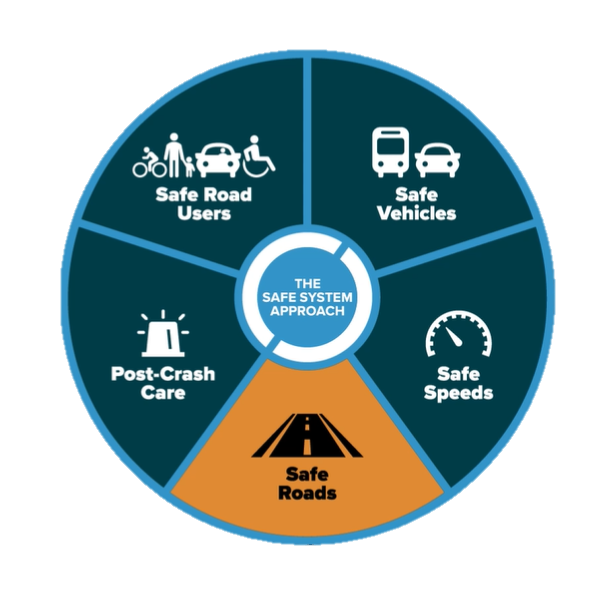 Safe Road
Users
Safe
Vehicles
THE
SAFE SYSTEM
APPROACH
Post-Crash
Care
Safe
Speeds
Safe
Roads